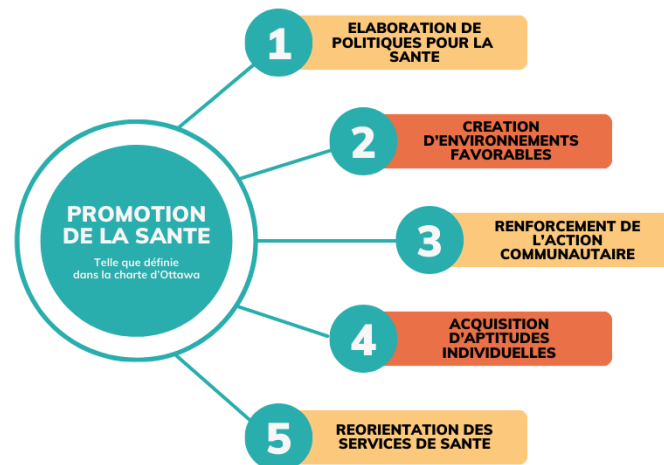 PROMOTION
DE LA SANTE
Telle que définie
dans la charte d'Ottawa
1
ELABORATION DE
POLITIQUES POUR LA
SANTE
2
CREATION
D'ENVIRONNEMENTS
FAVORABLES
3
RENFORCEMENT DE
L'ACTION
COMMUNAUTAIRE
4
ACQUISITION
D'APTITUDES
INDIVIDUELLES
5
REORIENTATION DES
SERVICES DE SANTE